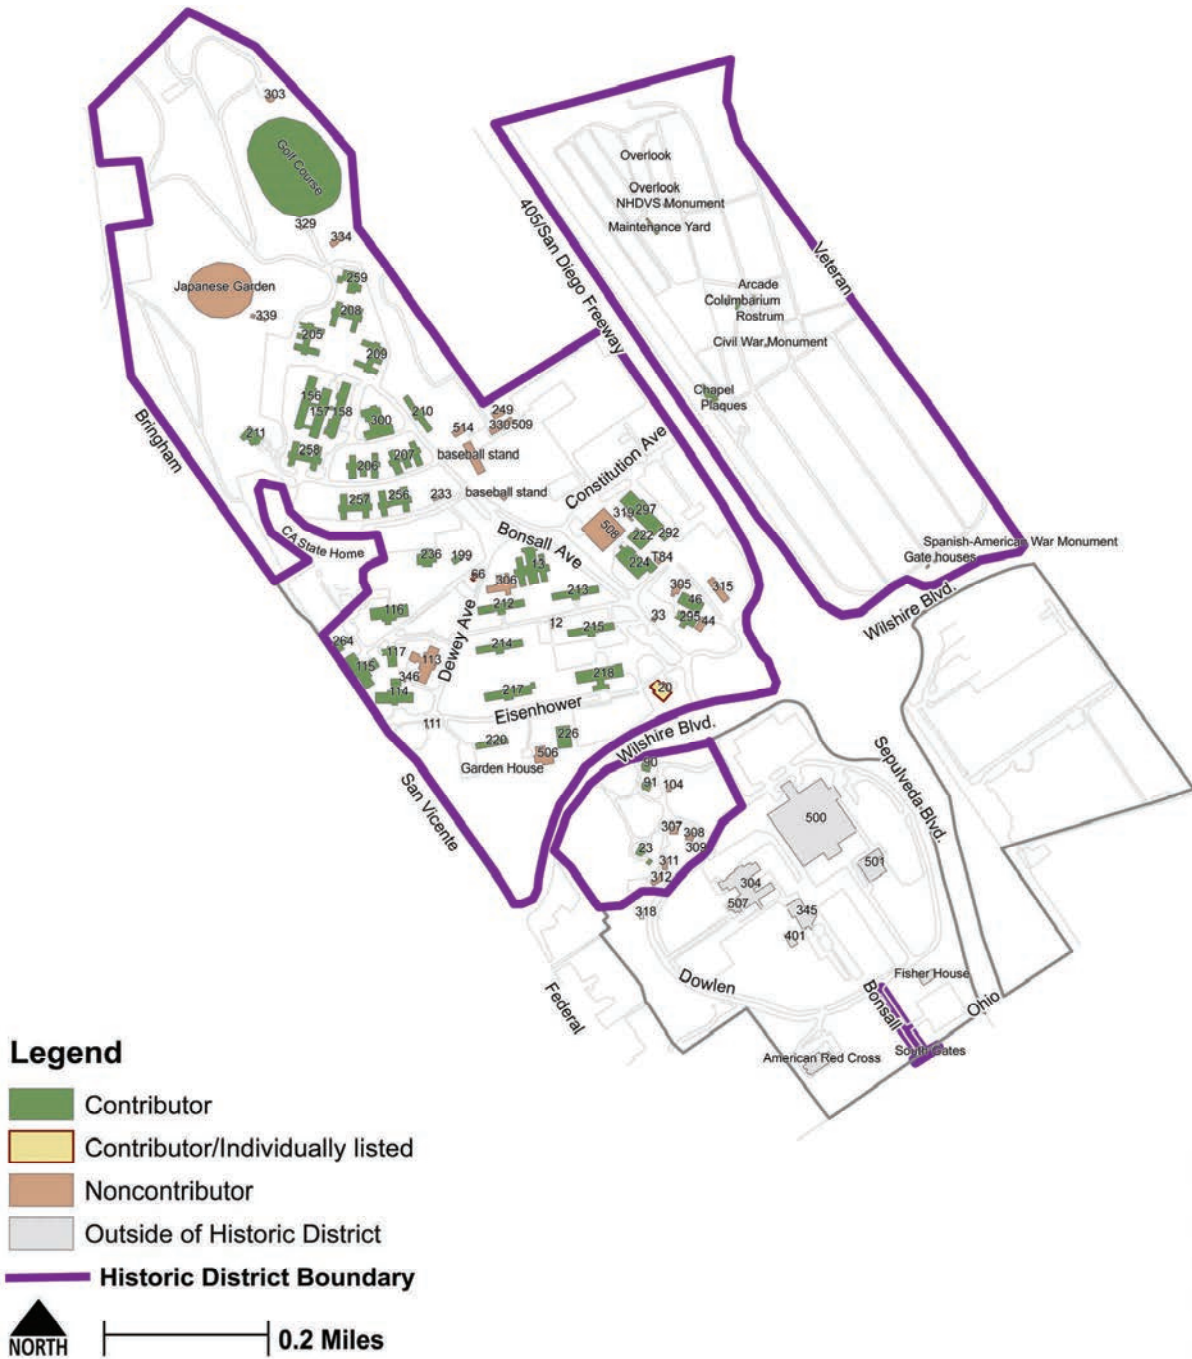 303
Golf Course
329
334
Japanese Garden
339
259
208
205
209
156
157
158
300
210
211
258
206
207
249
514
330 509
baseball stand
257
256
233
baseball stand
CA State Home
Bringham
405/San Diego Freeway
Veteran
Overlook
Overlook
NHDVS Monument
Maintenance Yard
Arcade
Columbarium
Rostrum
Civil War Monument
Chapel
Plaques
Constitution Ave
319
297
508
222
292
224
T84
Bonsall Ave
Spanish-American War Monument
Gate houses
Wilshire Blvd.
236
199
66
306
13
213
305
46
315
33
295
44
116
212
12
215
Dewey Ave
264
117
113
115
346
114
214
218
20
217
Eisenhower
111
220
226
506
Garden House
Wilshire Blvd.
San Vicente
90
91
104
307
308
309
23
311
312
318
Sepulveda Blvd.
500
501
304
507
345
401
Federal
Dowlen
Fisher House
Bonsall
Ohio
South Gates
American Red Cross
Legend
Contributor
Contributor/Individually listed
Noncontributor
Outside of Historic District
Historic District Boundary
NORTH
0.2 Miles